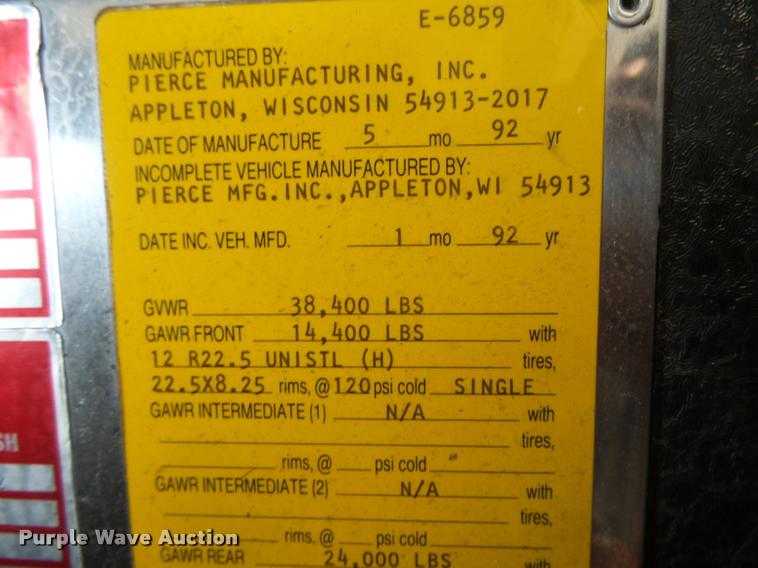 E-6859
MANUFACTURED BY:
PIERCE MANUFACTURING, INC.
APPLETON, WISCONSIN 54913-2017
DATE OF MANUFACTURE 5 mo 92 yr
INCOMPLETE VEHICLE MANUFACTURED BY:
PIERCE MFG.INC.,APPLETON,WI 54913
DATE INC. VEH. MFD. 1 mo 92 yr
GVWR 38,400 LBS
GAWR FRONT 14,400 LBS with
12 R22.5 UNISTL (H) tires,
22.5X8.25 rims, @ 120 psi cold SINGLE
GAWR INTERMEDIATE (1) N/A with
tires,
rims, @ psi cold
GAWR INTERMEDIATE (2) N/A with
tires,
rims, @ psi cold
GAWR REAR 24,000 LBS with
SH
Purple Wave Auction